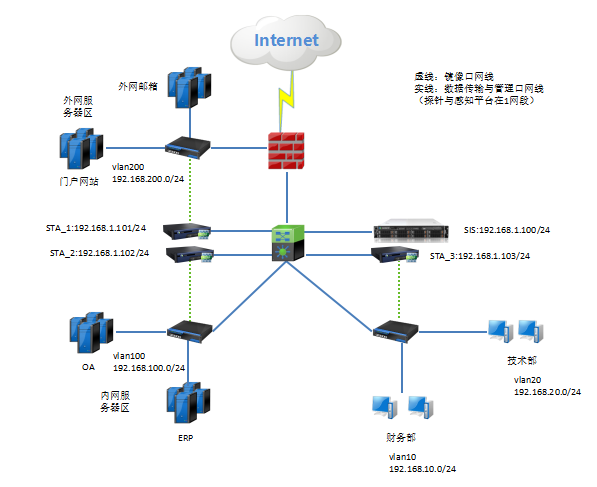 Internet
虚线：镜像口网线
实线：数据传输与管理口网线
（探针与感知平台在1网段）
外网邮箱
外网服
务器区
门户网站
vlan200
192.168.200.0/24
STA_1:192.168.1.101/24
SIS:192.168.1.100/24
STA_2:192.168.1.102/24
STA_3:192.168.1.103/24
OA
vlan100
192.168.100.0/24
技术部
vlan20
192.168.20.0/24
内网服
务器区
ERP
财务部
vlan10
192.168.10.0/24